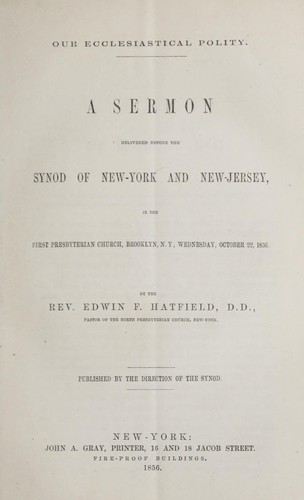 OUR ECCLESIASTICAL POLITY.
A SERMON
DELIVERED BEFORE THE
SYNOD OF NEW-YORK AND NEW-JERSEY,
IN THE
FIRST PRESBYTERIAN CHURCH, BROOKLYN, N. Y., WEDNESDAY, OCTOBER 22, 1856.
BY THE
REV. EDWIN F. HATFIELD, D.D.,
PASTOR OF THE NORTH PRESBYTERIAN CHURCH, NEW-YORK.
PUBLISHED BY THE DIRECTION OF THE SYNOD.
NEW-YORK:
JOHN A. GRAY, PRINTER, 16 AND 18 JACOB STREET.
FIRE-PROOF BUILDINGS,
1856.